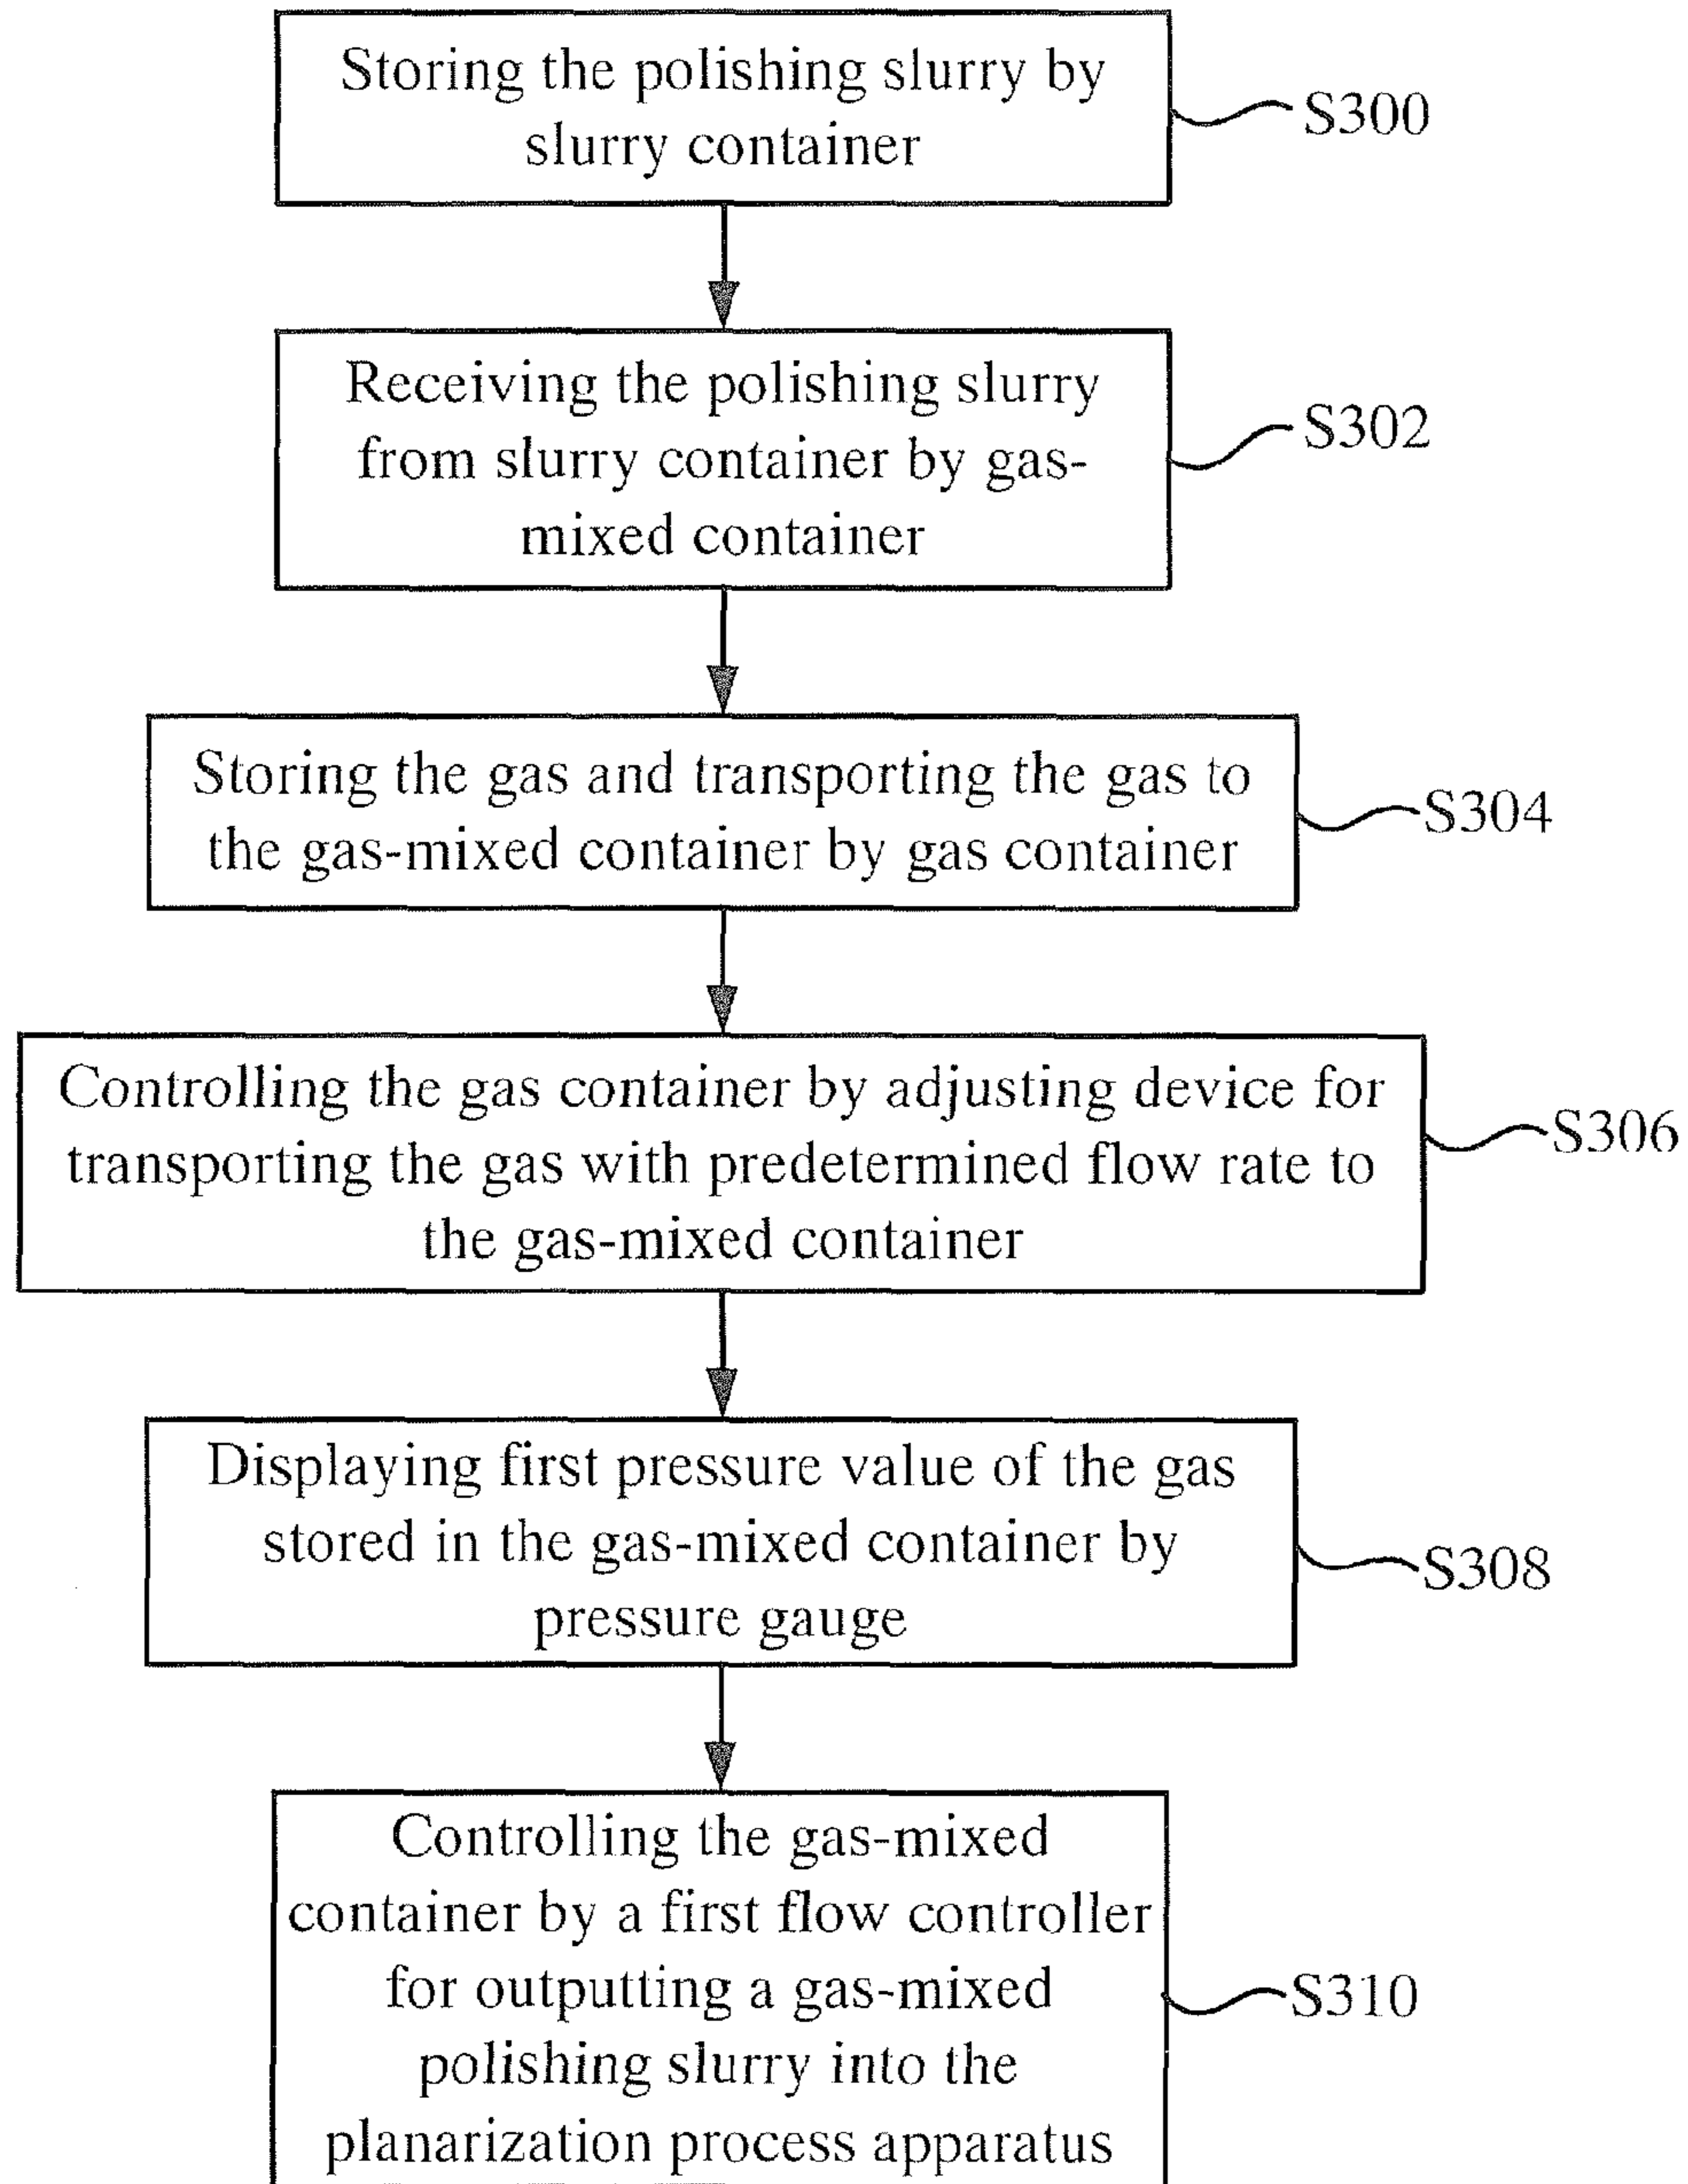 Storing the polishing slurry by
slurry container
S300
Receiving the polishing slurry
from slurry container by gas-
mixed container
S302
Storing the gas and transporting the gas to
the gas-mixed container by gas container
S304
Controlling the gas container by adjusting device for
transporting the gas with predetermined flow rate to
the gas-mixed container
S306
Displaying first pressure value of the gas
stored in the gas-mixed container by
pressure gauge
S308
Controlling the gas-mixed
container by a first flow controller
for outputting a gas-mixed
polishing slurry into the
planarization process apparatus
S310